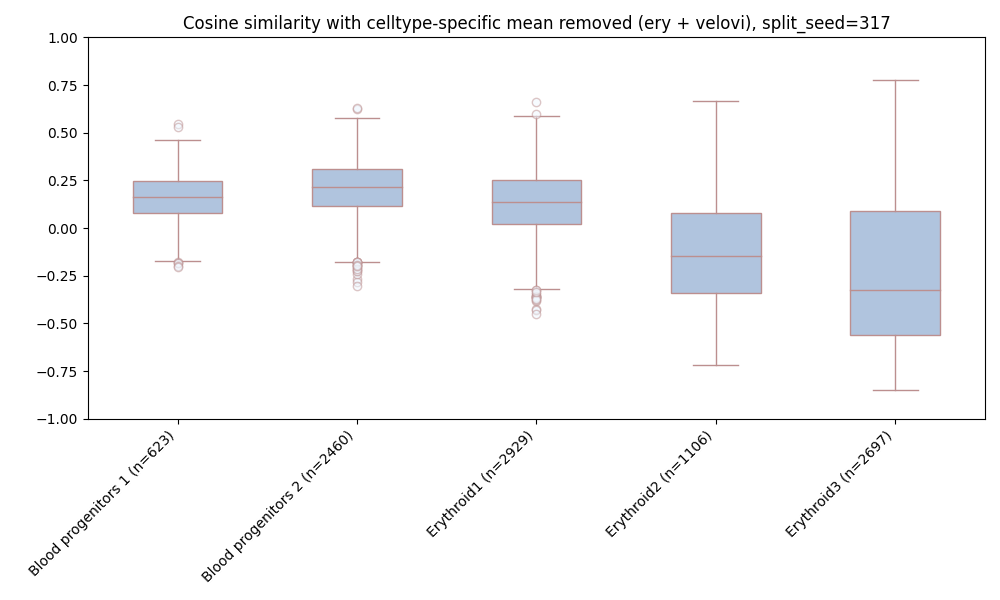 Cosine similarity with celltype-specific mean removed (ery + velovi), split_seed=317
1.00
0.75
0.50
0.25
0.00
−0.25
−0.50
−0.75
−1.00
Blood progenitors 1 (n=623)
Blood progenitors 2 (n=2460)
Erythroid1 (n=2929)
Erythroid2 (n=1106)
Erythroid3 (n=2697)